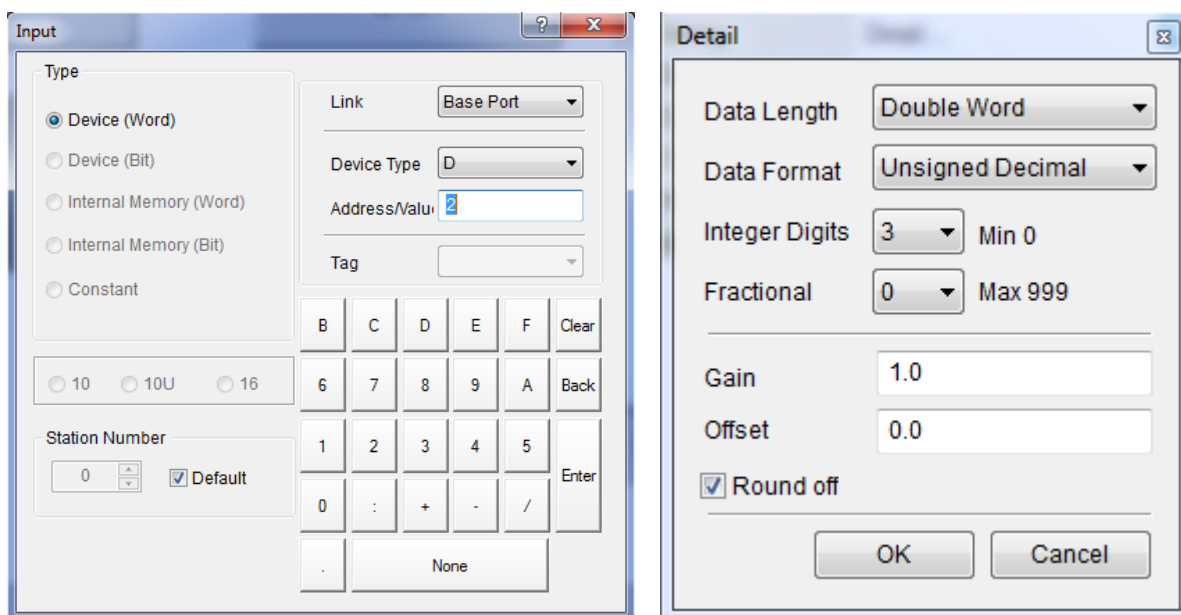 Input
Type
Device (Word)
Device (Bit)
Internal Memory (Word)
Internal Memory (Bit)
Constant
10 10U 16
Station Number
0 Default
Link Base Port
Device Type D
Address/Valu 2
Tag
B C D E F Clear
6 7 8 9 A Back
1 2 3 4 5
Enter
0 : + - /
. None
Detail
Data Length Double Word
Data Format Unsigned Decimal
Integer Digits 3 Min 0
Fractional 0 Max 999
Gain 1.0
Offset 0.0
Round off
OK Cancel